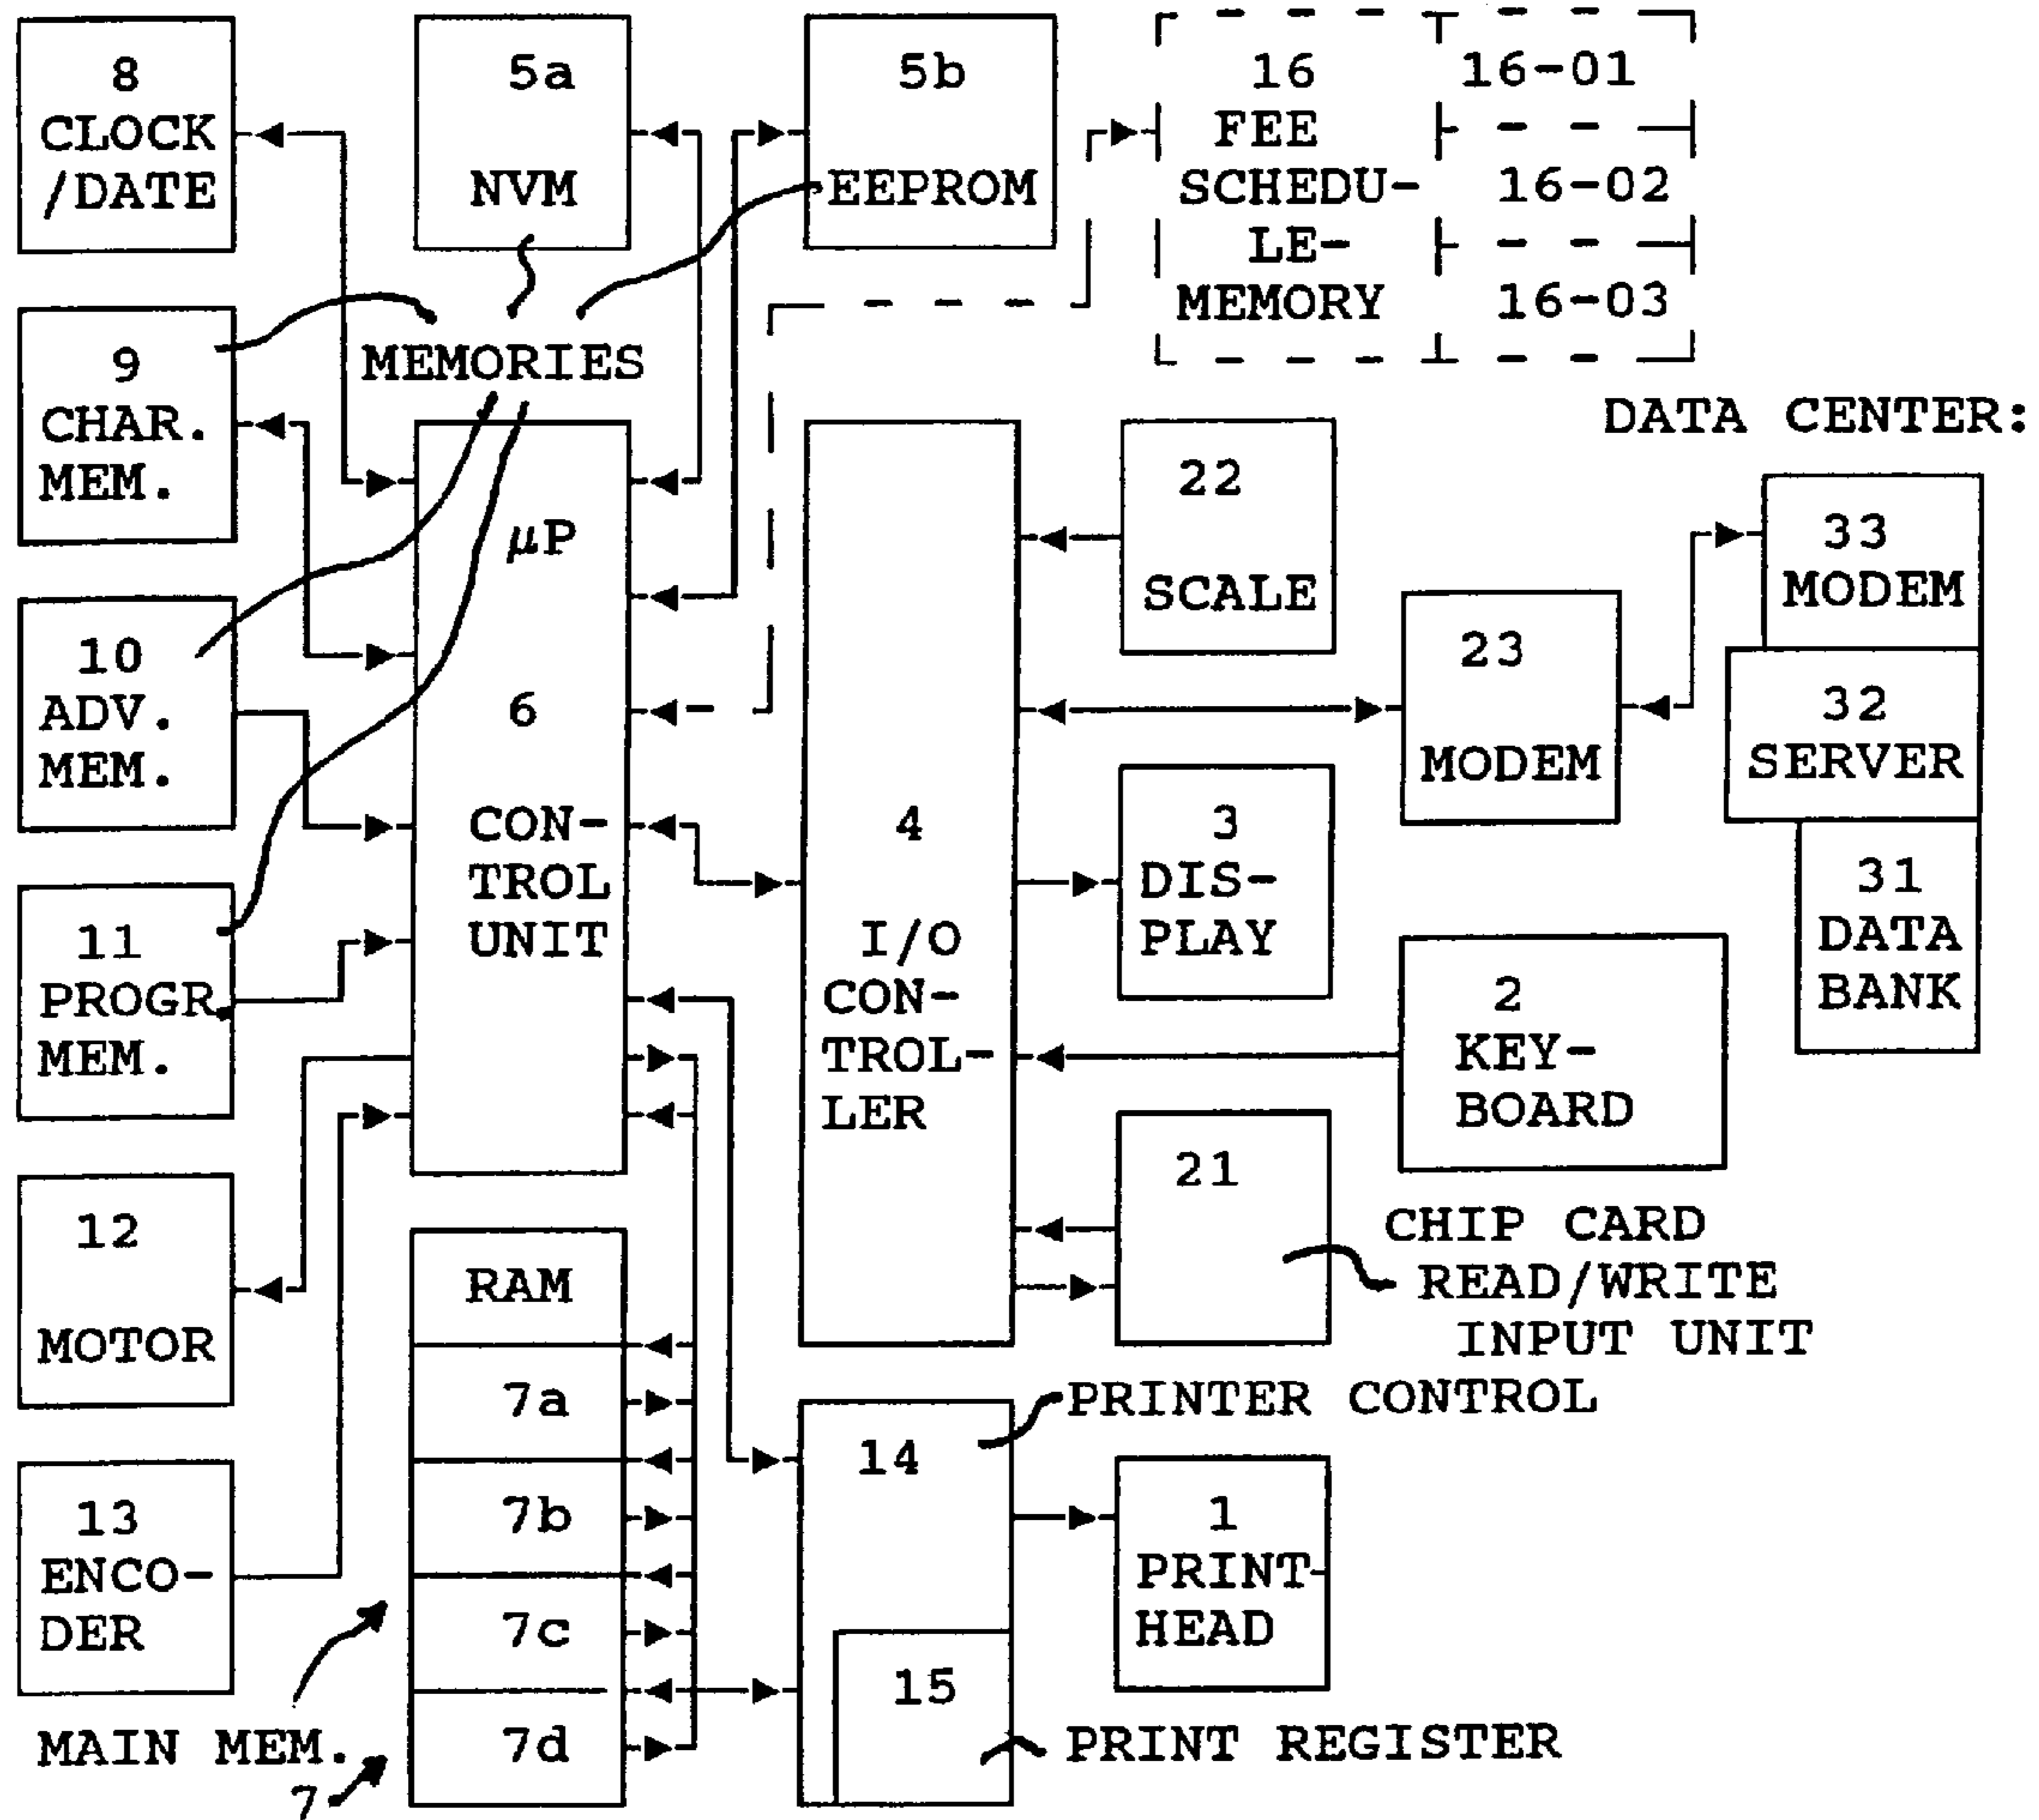 8
CLOCK
/DATE
5a
NVM
5b
EEPROM
16
FEE
SCHEDU-
LE-
MEMORY
16-01
16-02
16-03
9
CHAR.
MEM.
MEMORIES
10
ADV.
MEM.
11
PROGR.
MEM.
12
MOTOR
13
ENCO-
DER
μP
6
CON-
TROL
UNIT
RAM
7a
7b
7c
7d
MAIN MEM.
7
4
I/O
CON-
TROL-
LER
22
SCALE
23
MODEM
DATA CENTER:
33
MODEM
32
SERVER
31
DATA
BANK
3
DIS-
PLAY
2
KEY-
BOARD
21
CHIP CARD
READ/WRITE
INPUT UNIT
PRINTER CONTROL
14
15
PRINT REGISTER
1
PRINT-
HEAD